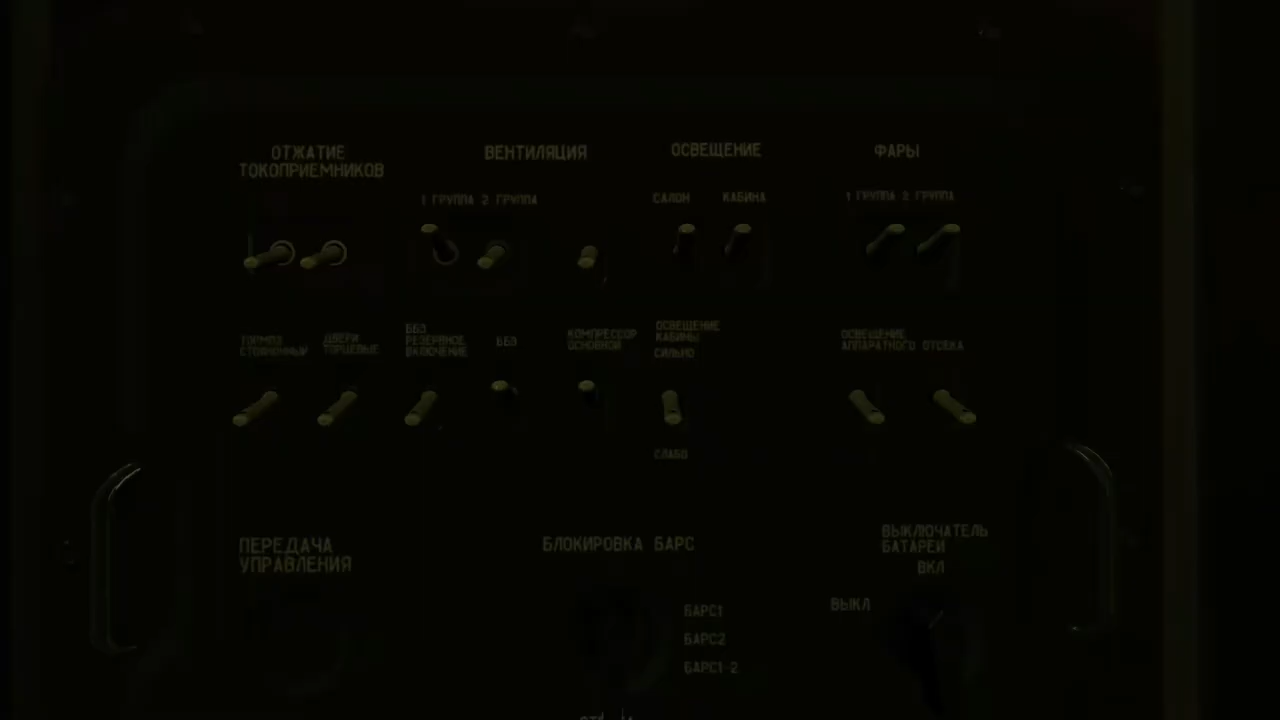 ОТЖАТИЕ
ТОКОПРИЕМНИКОВ
ВЕНТИЛЯЦИЯ
ОСВЕЩЕНИЕ
ФАРЫ
1 ГРУППА 2 ГРУППА
САЛОН
КАБИНА
1 ГРУППА 2 ГРУППА
ТОРМОЗ
СТОЯНОЧНЫЙ
ДВЕРИ
ТОРЦЕВЫЕ
ББЭ
РЕЗЕРВНОЕ
ВКЛЮЧЕНИЕ
ББЭ
КОМПРЕССОР
ОСНОВНОЙ
ОСВЕЩЕНИЕ
КАБИНЫ
СИЛЬНО
СЛАБО
ОСВЕЩЕНИЕ
АППАРАТНОГО ОТСЕКА
ПЕРЕДАЧА
УПРАВЛЕНИЯ
БЛОКИРОВКА БАРС
БАРС1
БАРС2
БАРС1-2
ВЫКЛЮЧАТЕЛЬ
БАТАРЕИ
ВКЛ
ВЫКЛ